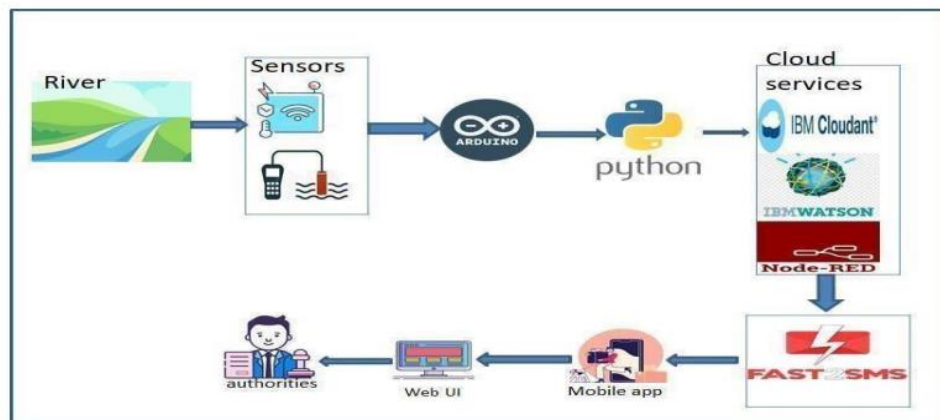 River
Sensors
ARDUINO
python
Cloud
services
IBM Cloudant®
IBMWATSON
Node-RED
FAST2SMS
Mobile app
Web UI
authorities